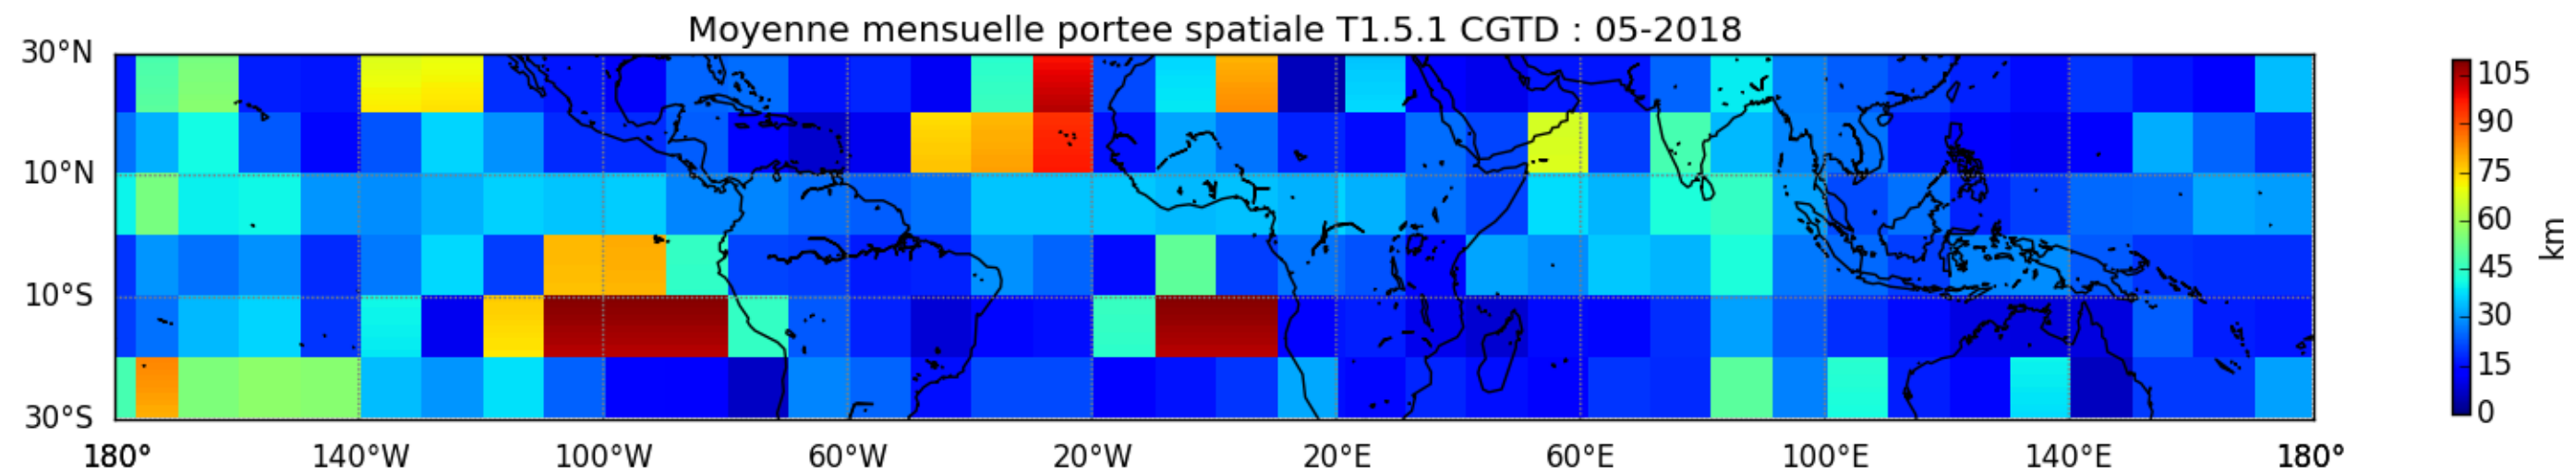 Moyenne mensuelle portee spatiale T1.5.1 CGTD : 05-2018
30°N
10°N
10°S
30°S
180° 140°W 100°W 60°W 20°W 20°E 60°E 100°E 140°E 180°
105
90
75
60
45
30
15
0
km